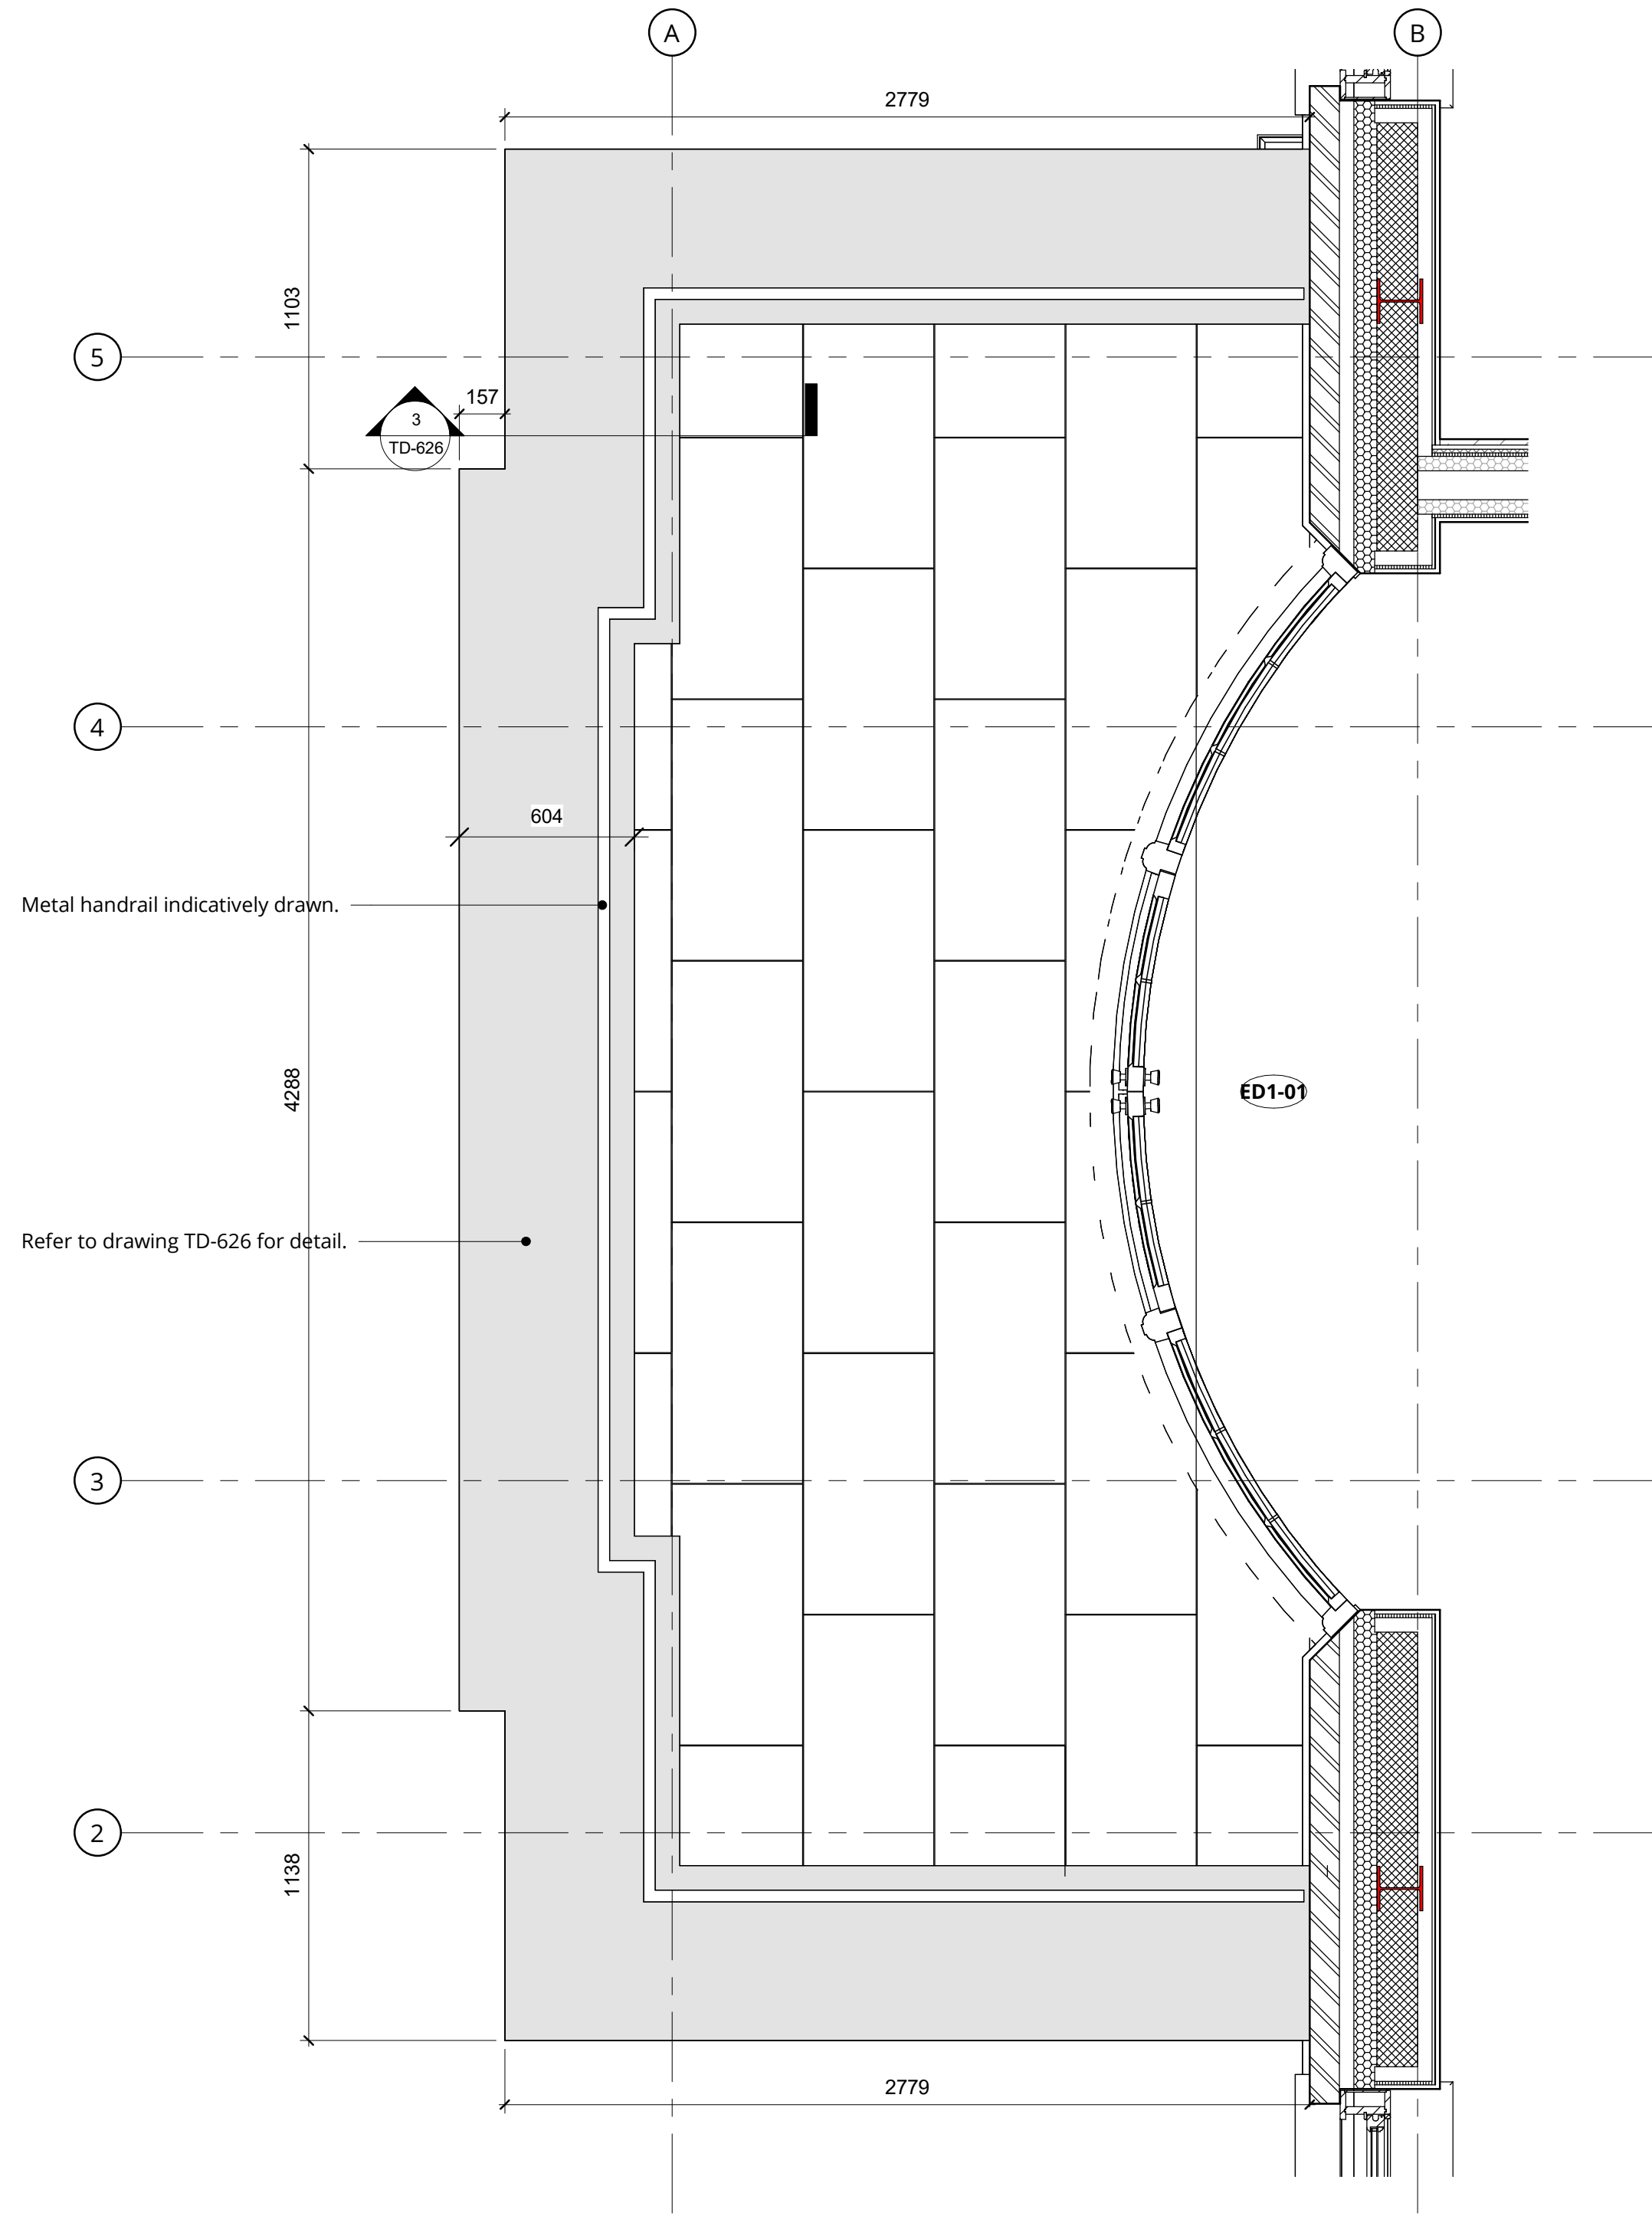 A
B
2779
1103
5
157
3
TD-626
4
604
Metal handrail indicatively drawn.
4288
ED1-01
Refer to drawing TD-626 for detail.
3
2
1138
2779